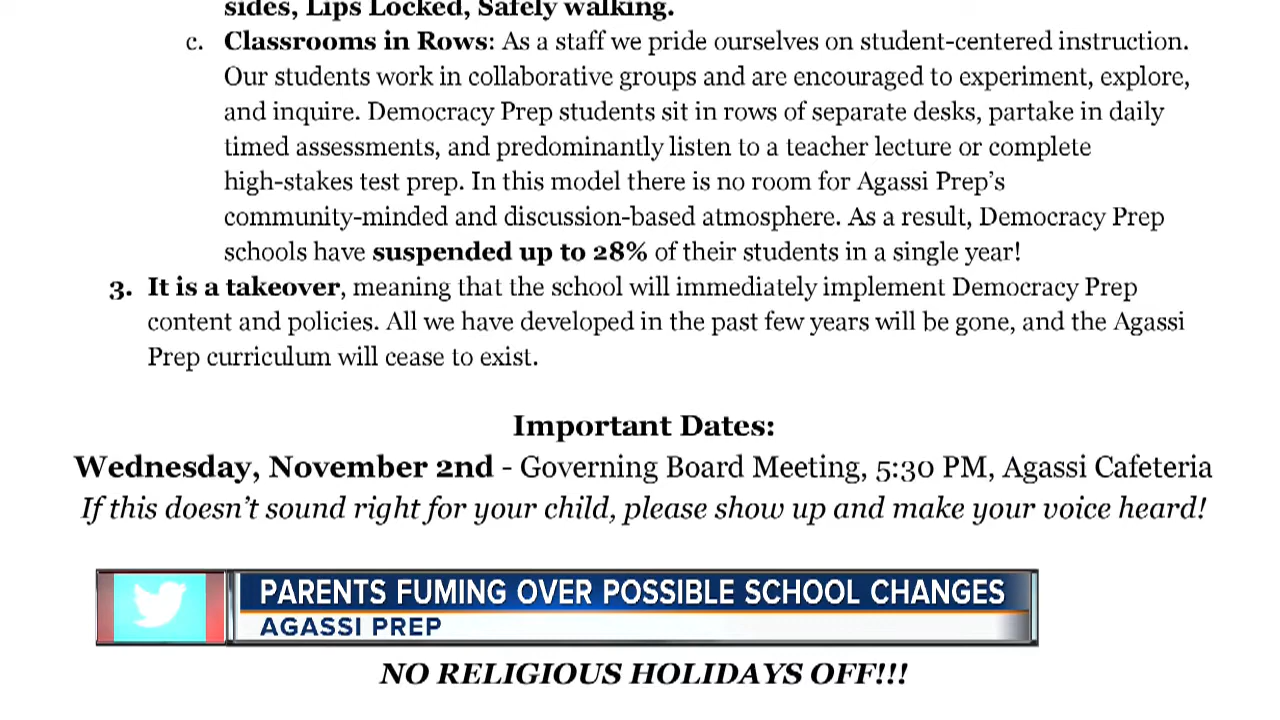 sides, Lips Locked, Safely walking.
c. Classrooms in Rows: As a staff we pride ourselves on student-centered instruction.
Our students work in collaborative groups and are encouraged to experiment, explore,
and inquire. Democracy Prep students sit in rows of separate desks, partake in daily
timed assessments, and predominantly listen to a teacher lecture or complete
high-stakes test prep. In this model there is no room for Agassi Prep's
community-minded and discussion-based atmosphere. As a result, Democracy Prep
schools have suspended up to 28% of their students in a single year!
3. It is a takeover, meaning that the school will immediately implement Democracy Prep
content and policies. All we have developed in the past few years will be gone, and the Agassi
Prep curriculum will cease to exist.
Important Dates:
Wednesday, November 2nd - Governing Board Meeting, 5:30 PM, Agassi Cafeteria
If this doesn't sound right for your child, please show up and make your voice heard!
PARENTS FUMING OVER POSSIBLE SCHOOL CHANGES
AGASSI PREP
NO RELIGIOUS HOLIDAYS OFF!!!